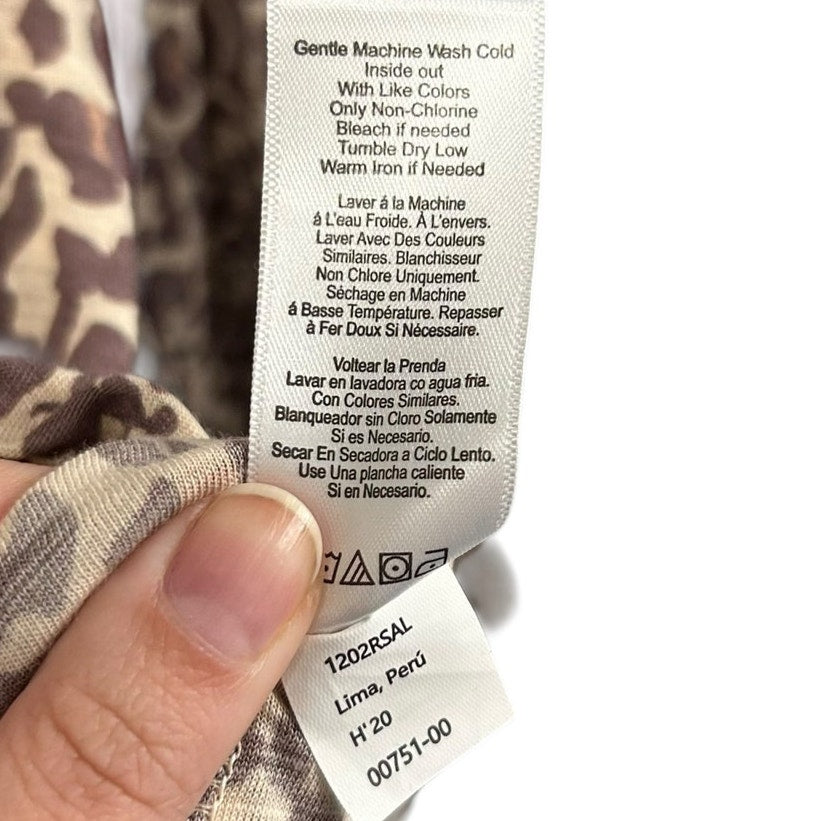 Gentle Machine Wash Cold
Inside out
With Like Colors
Only Non-Chlorine
Bleach if needed
Tumble Dry Low
Warm Iron if Needed
Laver á la Machine
á L'eau Froide. À L'envers.
Laver Avec Des Couleurs
Similaires. Blanchisseur
Non Chlore Uniquement.
Séchage en Machine
á Basse Température. Repasser
à Fer Doux Si Nécessaire.
Voltear la Prenda
Lavar en lavadora co agua fria.
Con Colores Similares.
Blanqueador sin Cloro Solamente
Si es Necesario.
Secar En Secadora a Ciclo Lento.
Use Una plancha caliente
Si en Necesario.
1202RSAL
Lima, Perú
H'20
00751-00